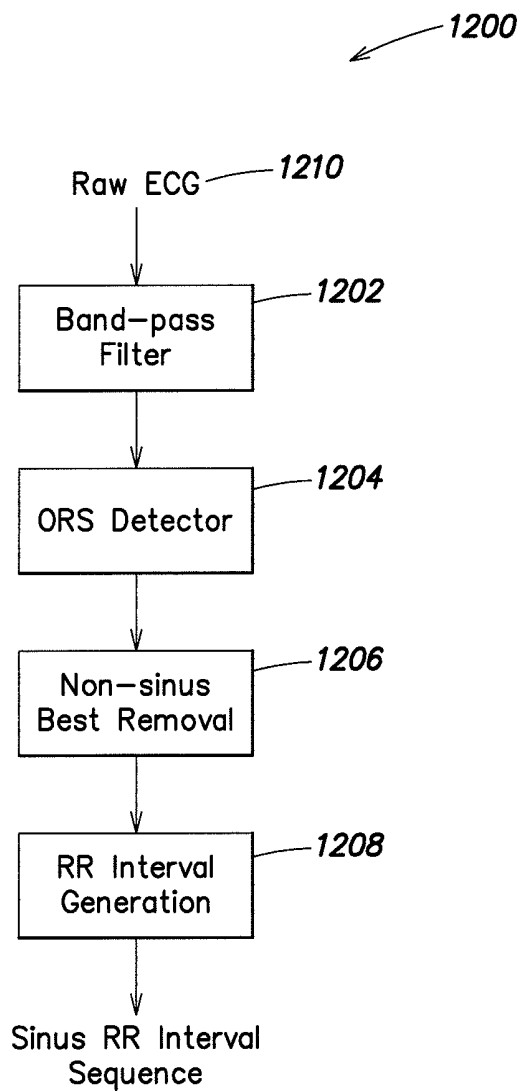 1200
Raw ECG 1210
1202
Band-pass
Filter
1204
ORS Detector
1206
Non-sinus
Best Removal
1208
RR Interval
Generation
Sinus RR Interval
Sequence